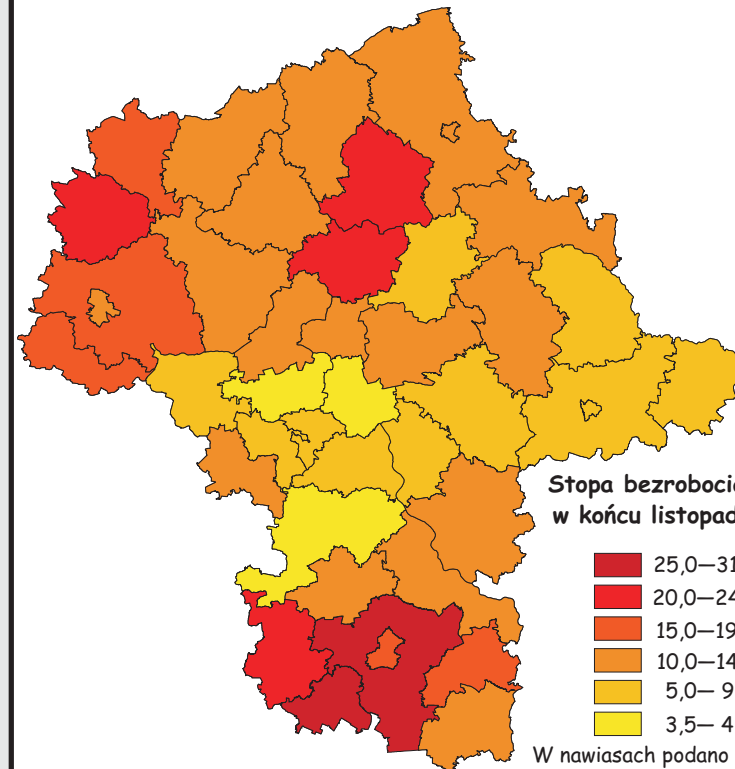 Stopa bezroboci
w końcu listopad
25,0—31
20,0—24
15,0—19
10,0—14
5,0— 9
3,5— 4
W nawiasach podano